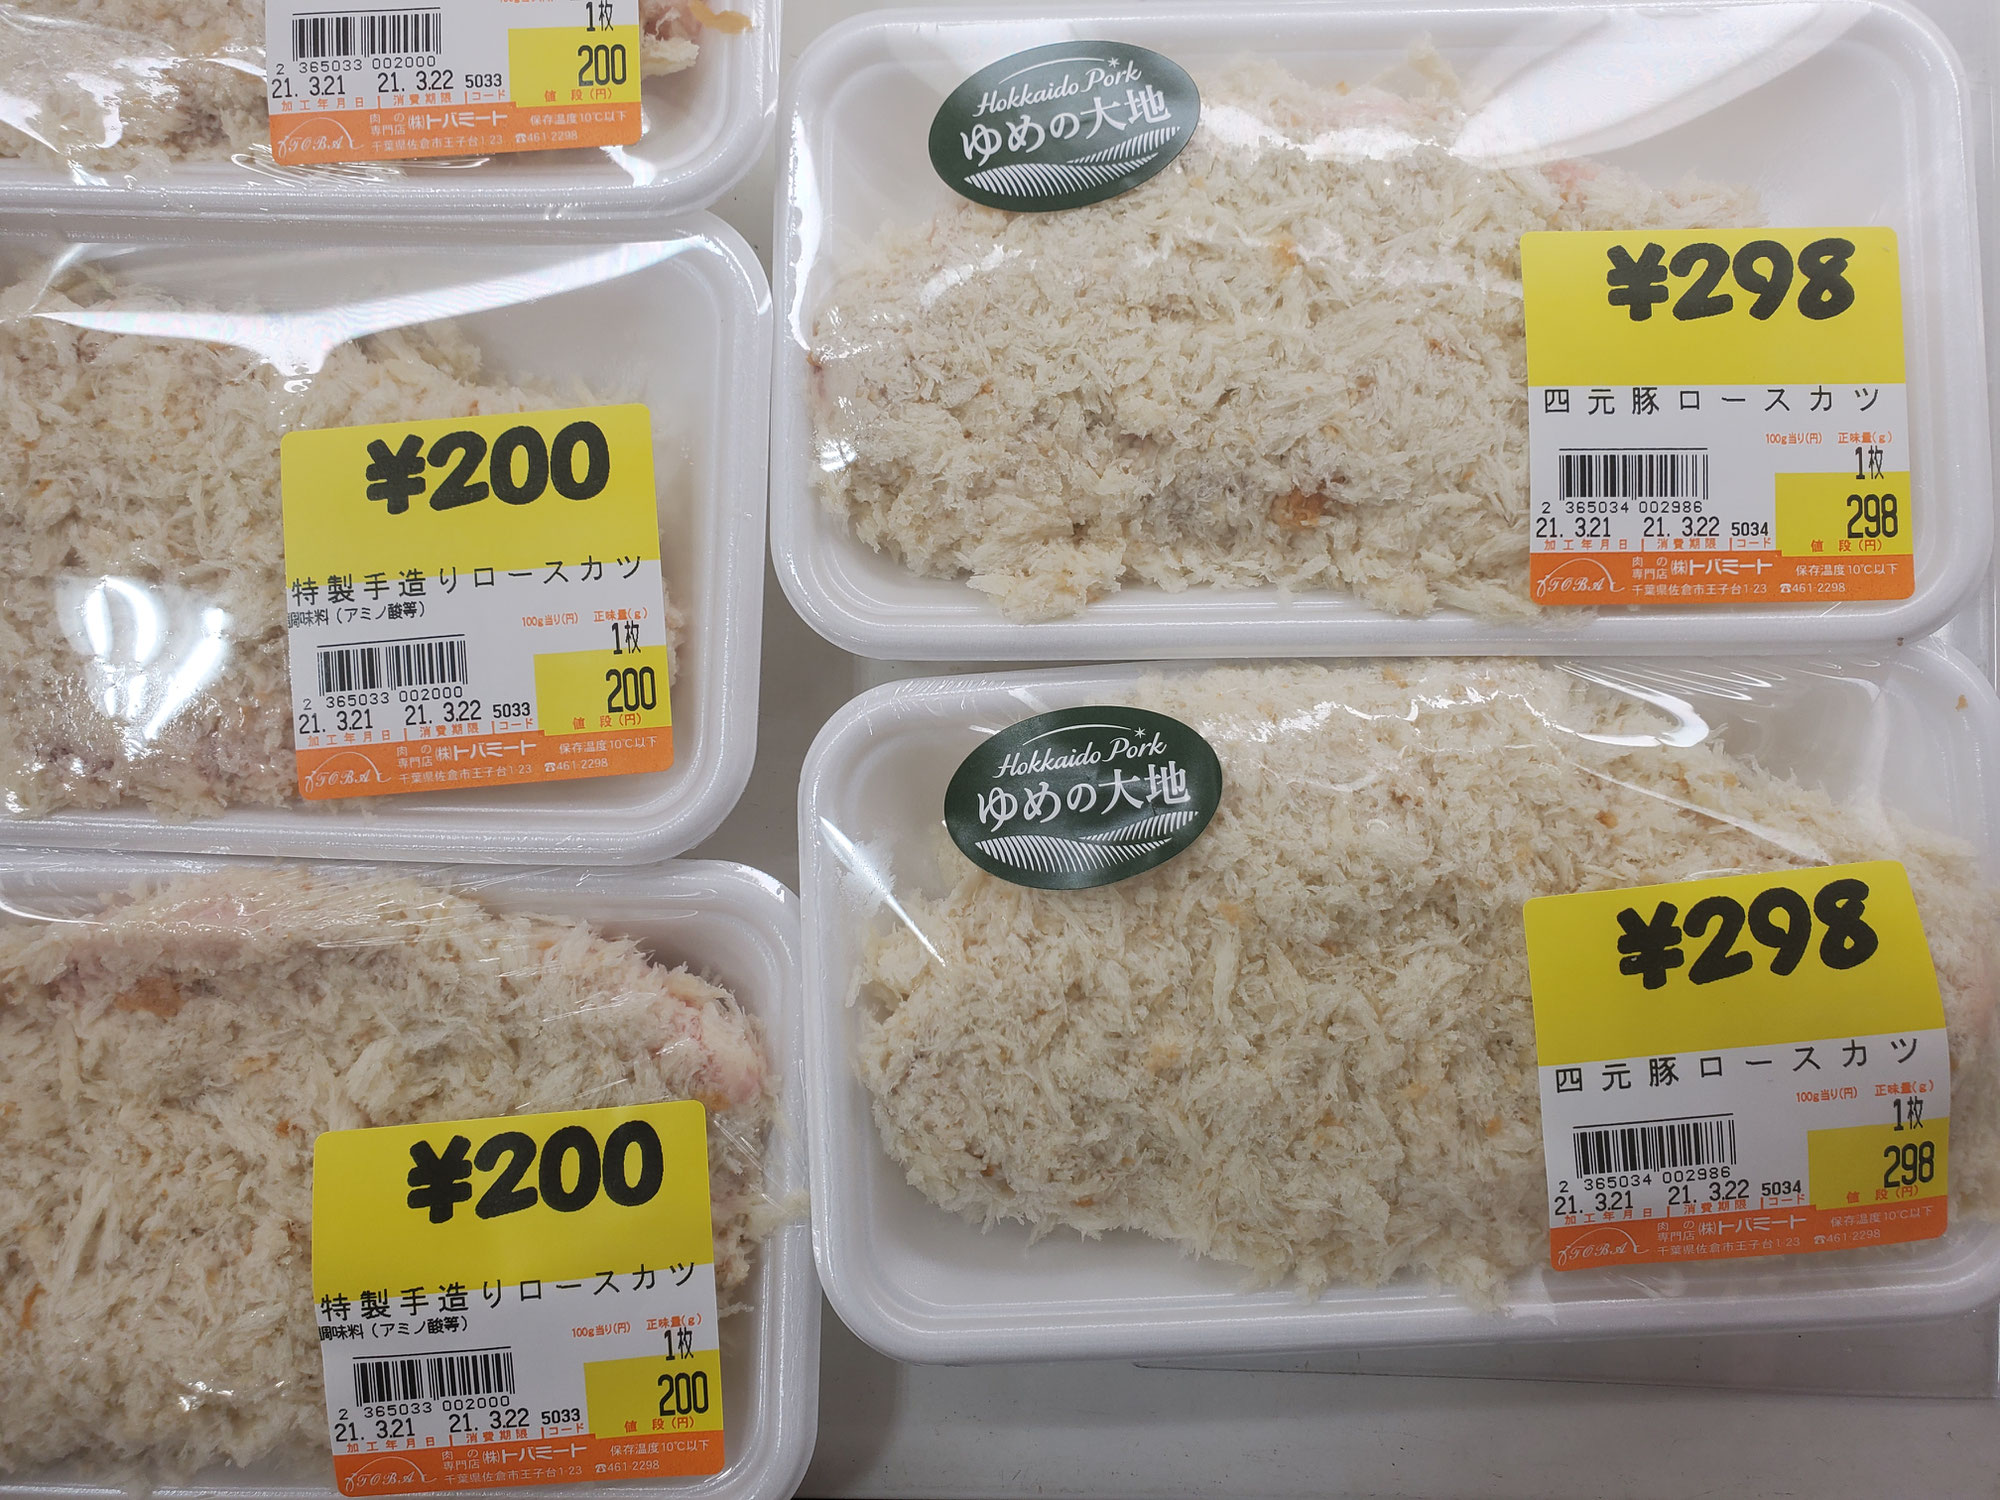 1枚
200
2 365033 002000
21. 3.21 21. 3.22 5033
加工年月日 消費期限 コード 値段(円)
肉の専門店 (株)トバミート 保存温度10℃以下
TOBA 千葉県佐倉市王子台1-23 ☎461-2298
¥200
特製手造りロースカツ
調味料(アミノ酸等)
100g当り(円) 正味量(g)
1枚
2 365033 002000
200
21. 3.21 21. 3.22 5033
加工年月日 消費期限 コード 値段(円)
肉の専門店 (株)トバミート 保存温度10℃以下
TOBA 千葉県佐倉市王子台1-23 ☎461-2298
¥200
特製手造りロースカツ
調味料(アミノ酸等)
100g当り(円) 正味量(g)
1枚
2 365033 002000
200
21. 3.21 21. 3.22 5033
加工年月日 消費期限 コード 値段(円)
肉の専門店 (株)トバミート 保存温度10℃以下
TOBA 千葉県佐倉市王子台1-23 ☎461-2298
Hokkaido Pork
ゆめの大地
¥298
四元豚ロースカツ
100g当り(円) 正味量(g)
1枚
2 365034 002986
298
21. 3.21 21. 3.22 5034
加工年月日 消費期限 コード 値段(円)
肉の専門店 (株)トバミート 保存温度10℃以下
TOBA 千葉県佐倉市王子台1-23 ☎461-2298
Hokkaido Pork
ゆめの大地
¥298
四元豚ロースカツ
100g当り(円) 正味量(g)
1枚
2 365034 002986
298
21. 3.21 21. 3.22 5034
加工年月日 消費期限 コード 値段(円)
肉の専門店 (株)トバミート 保存温度10℃以下
TOBA 千葉県佐倉市王子台1-23 ☎461-2298